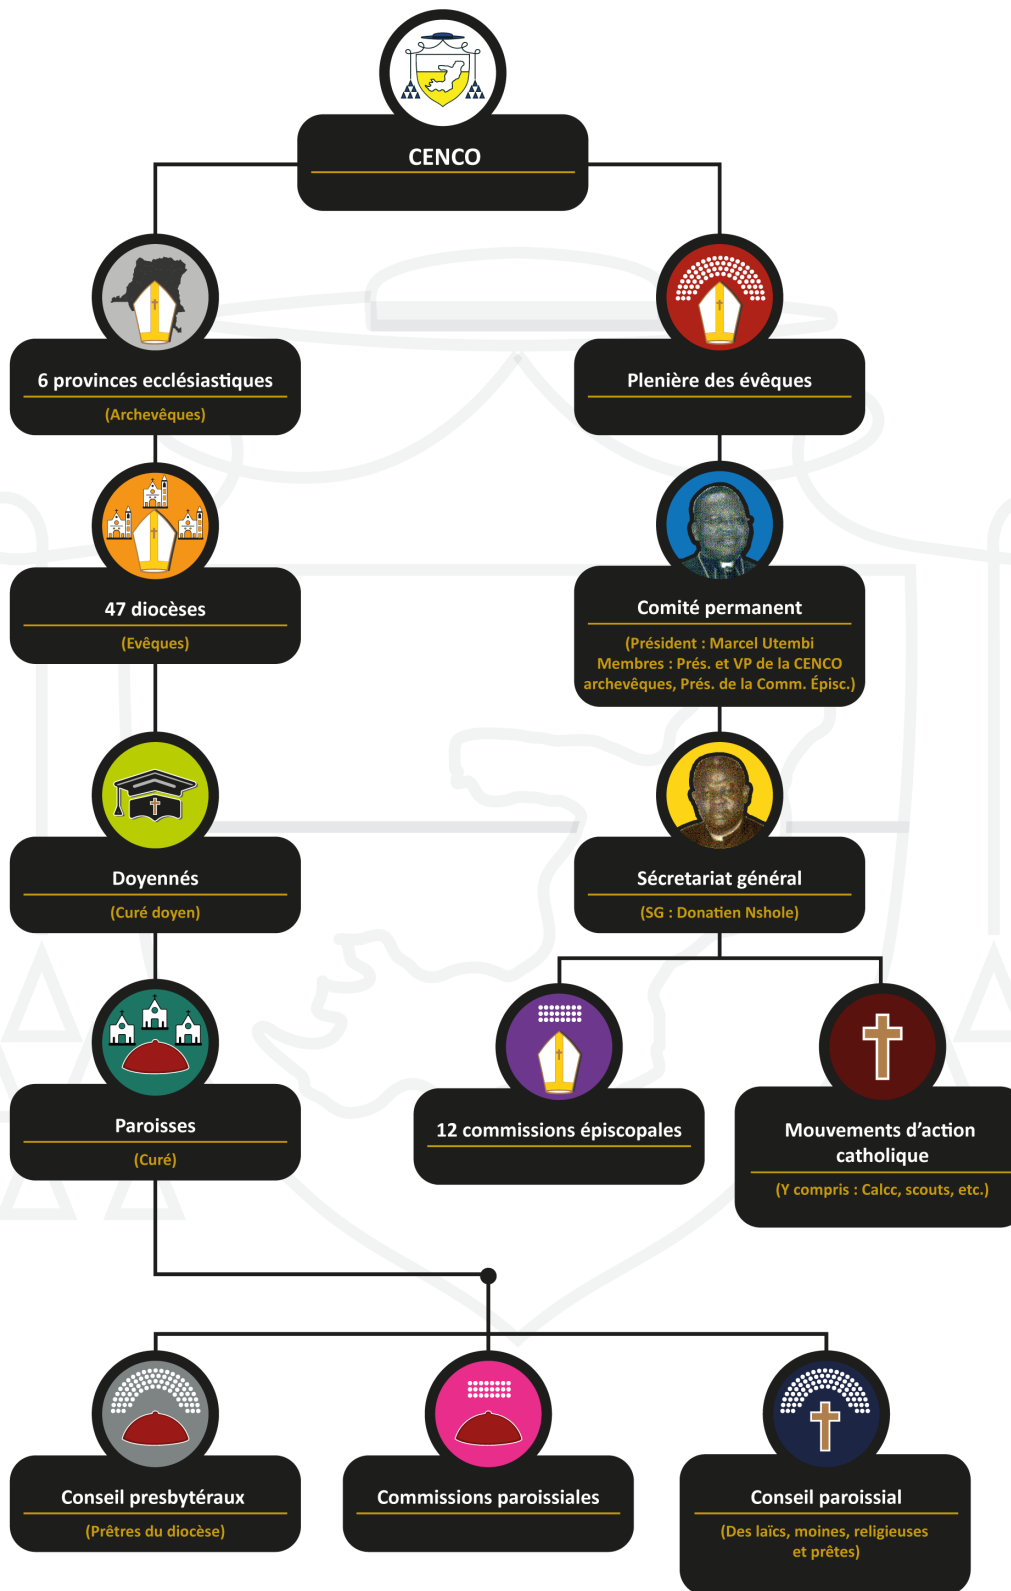 CENCO
6 provinces ecclésiastiques
(Archevêques)
Plenière des évêques
47 diocèses
(Evêques)
Comité permanent
(Président : Marcel Utembi
Membres : Prés. et VP de la CENCO
archevêques, Prés. de la Comm. Épisc.)
Doyennés
(Curé doyen)
Sécretariat général
(SG : Donatien Nshole)
Paroisses
(Curé)
12 commissions épiscopales
Mouvements d'action
catholique
(Y compris : Calcc, scouts, etc.)
Conseil presbytéraux
(Prêtres du diocèse)
Commissions paroissiales
Conseil paroissial
(Des laïcs, moines, religieuses
et prêtes)